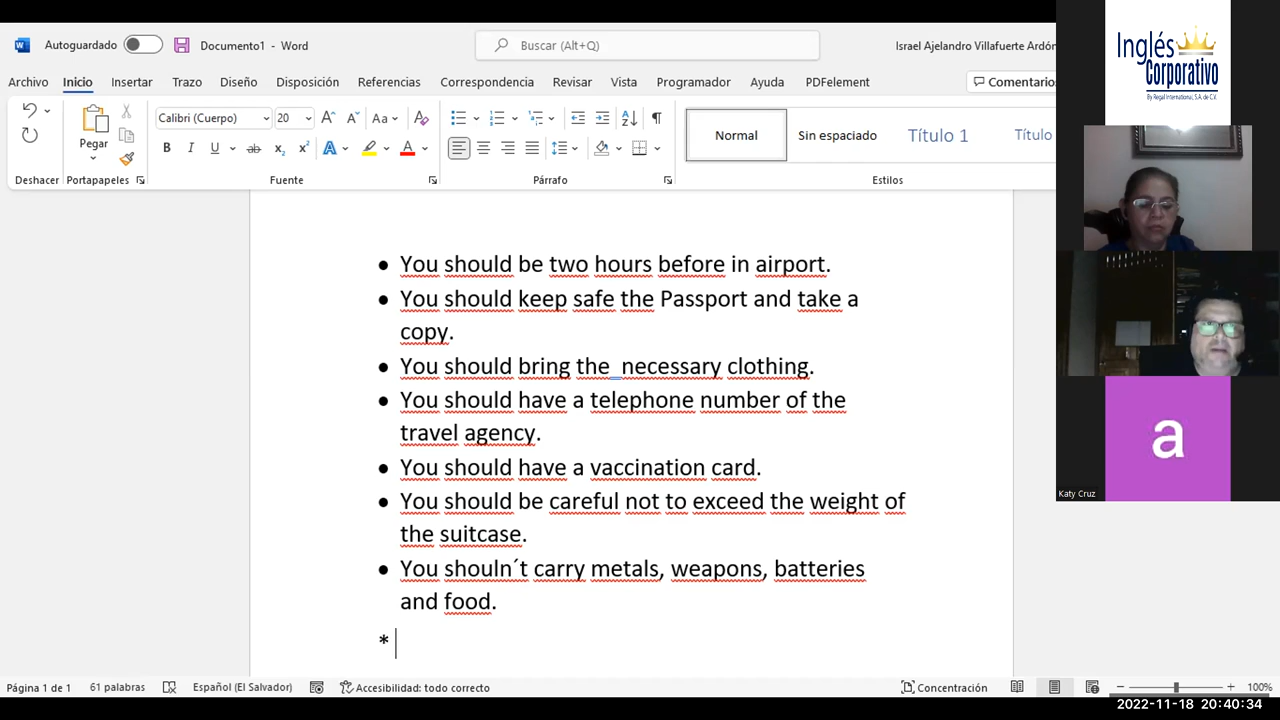 Autoguardado
Documento1 - Word
Buscar (Alt+Q)
Israel Ajelandro Villafuerte Ardón
Archivo Inicio Insertar Trazo Diseño Disposición Referencias Correspondencia Revisar Vista Programador Ayuda PDFelement Comentarios
Calibri (Cuerpo) 20
Pegar
Normal Sin espaciado Título 1 Título
Deshacer Portapapeles Fuente Párrafo Estilos
• You should be two hours before in airport.
• You should keep safe the Passport and take a
copy.
• You should bring the  necessary clothing.
• You should have a telephone number of the
travel agency.
• You should have a vaccination card.
• You should be careful not to exceed the weight of
the suitcase.
• You shouln´t carry metals, weapons, batteries
and food.
*
Página 1 de 1 61 palabras Español (El Salvador) Accesibilidad: todo correcto Concentración 100%
Inglés
Corporativo
By Regal International, S.A. de C.V.
a
Katy Cruz
2022-11-18 20:40:34